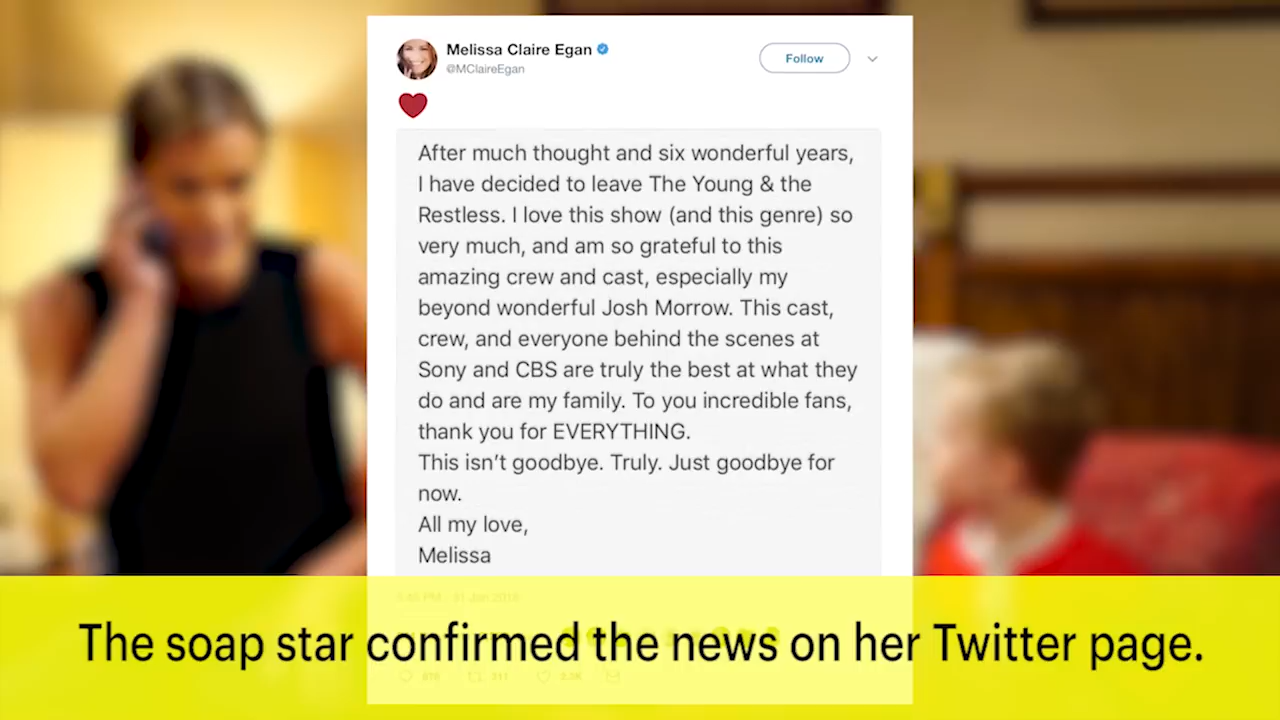 Melissa Claire Egan
@MClaireEgan
Follow
After much thought and six wonderful years,
I have decided to leave The Young & the
Restless. I love this show (and this genre) so
very much, and am so grateful to this
amazing crew and cast, especially my
beyond wonderful Josh Morrow. This cast,
crew, and everyone behind the scenes at
Sony and CBS are truly the best at what they
do and are my family. To you incredible fans,
thank you for EVERYTHING.
This isn't goodbye. Truly. Just goodbye for
now.
All my love,
Melissa
The soap star confirmed the news on her Twitter page.